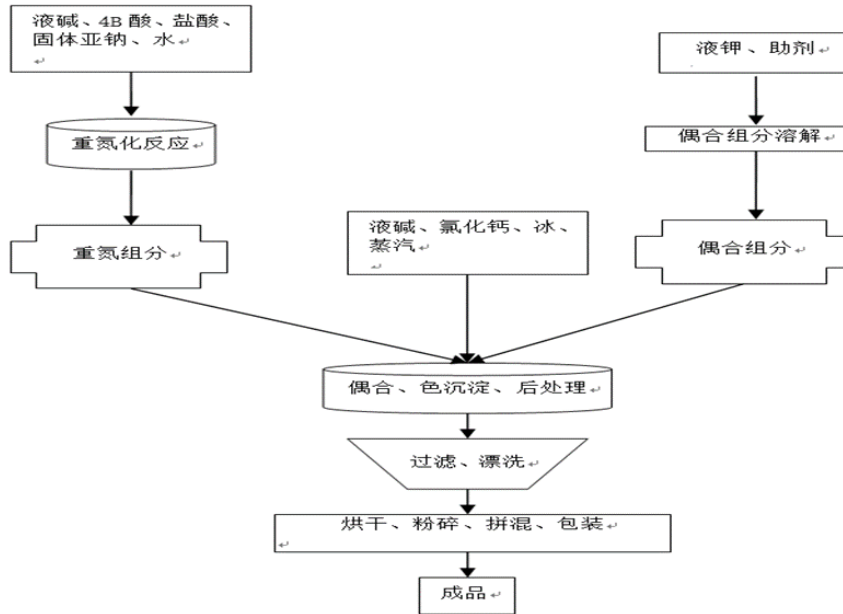 液碱、4B 酸、盐酸、
固体亚钠、水
重氮化反应
重氮组分
液钾、助剂
偶合组分溶解
偶合组分
液碱、氯化钙、冰、
蒸汽
偶合、色沉淀、后处理
过滤、漂洗
烘干、粉碎、拼混、包装
成品